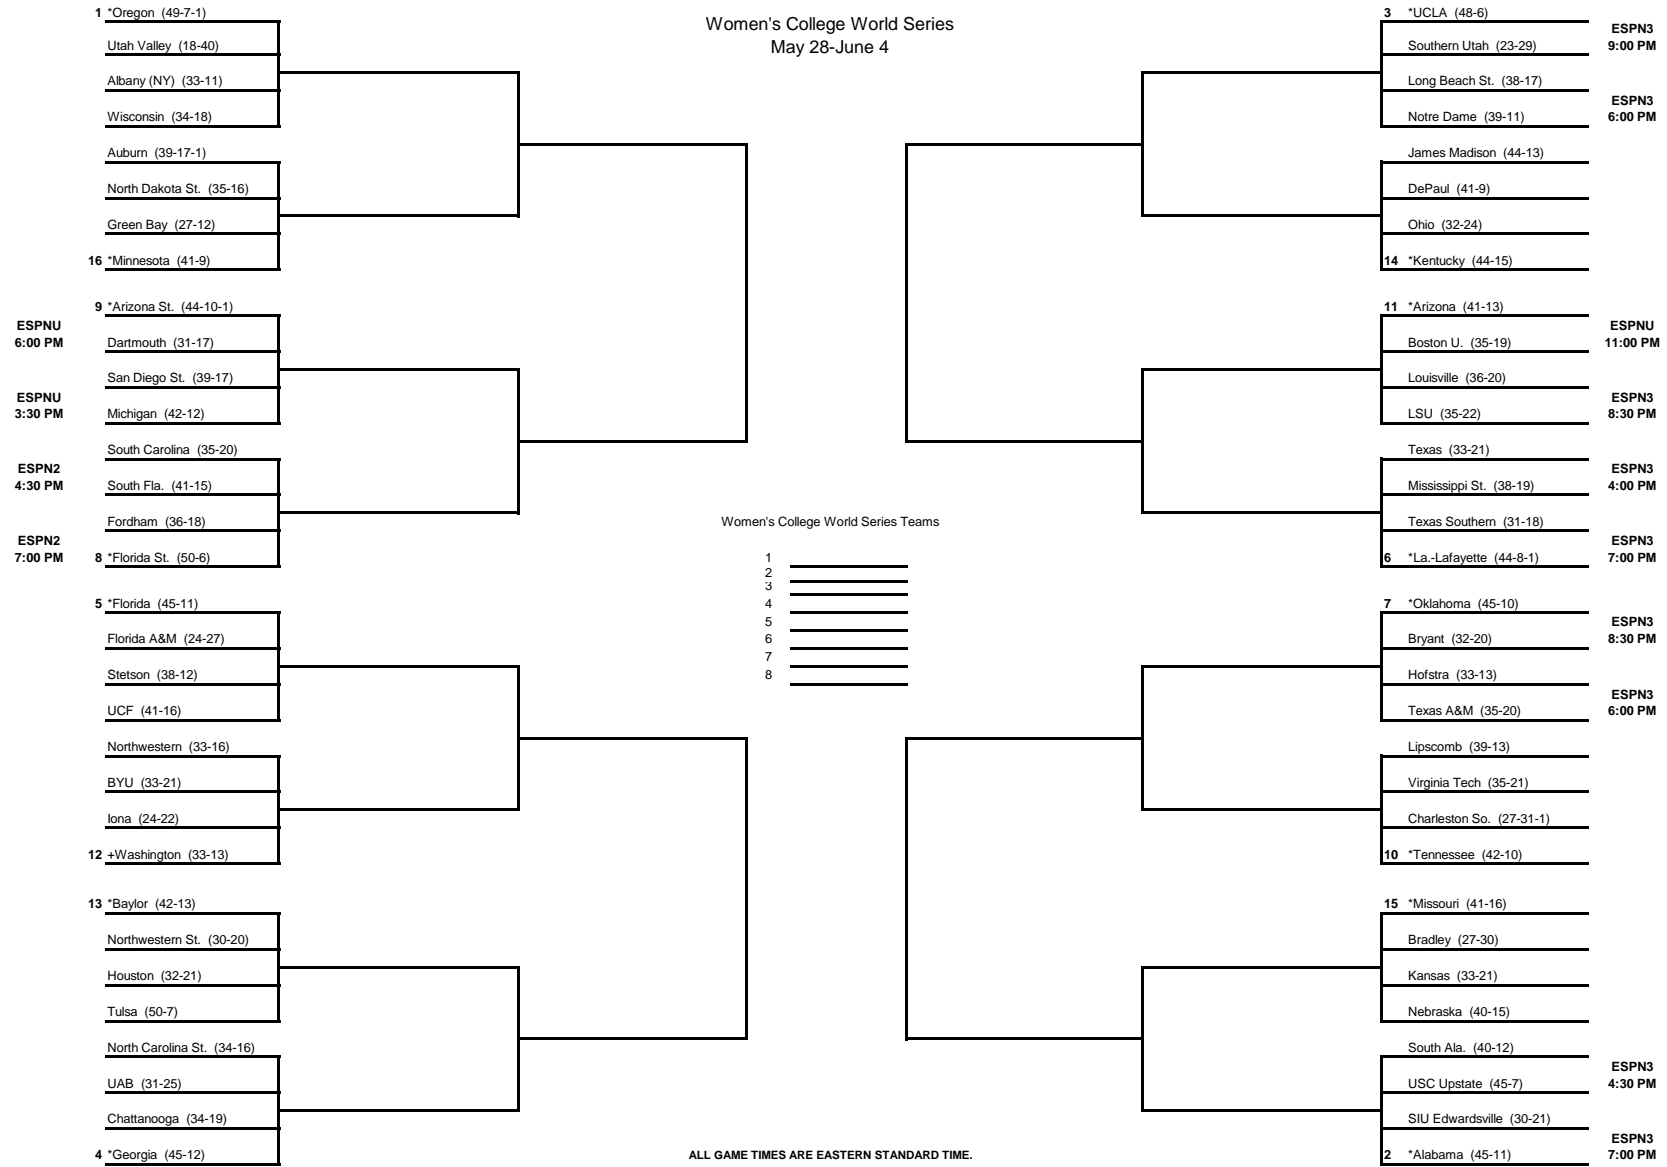 Women's College World Series
May 28-June 4
1 *Oregon (49-7-1)
Utah Valley (18-40)
Albany (NY) (33-11)
Wisconsin (34-18)
Auburn (39-17-1)
North Dakota St. (35-16)
Green Bay (27-12)
16 *Minnesota (41-9)
9 *Arizona St. (44-10-1)
ESPNU
6:00 PM
Dartmouth (31-17)
San Diego St. (39-17)
ESPNU
3:30 PM
Michigan (42-12)
South Carolina (35-20)
ESPN2
4:30 PM
South Fla. (41-15)
Fordham (36-18)
ESPN2
7:00 PM
8 *Florida St. (50-6)
5 *Florida (45-11)
Florida A&M (24-27)
Stetson (38-12)
UCF (41-16)
Northwestern (33-16)
BYU (33-21)
Iona (24-22)
12 +Washington (33-13)
13 *Baylor (42-13)
Northwestern St. (30-20)
Houston (32-21)
Tulsa (50-7)
North Carolina St. (34-16)
UAB (31-25)
Chattanooga (34-19)
4 *Georgia (45-12)
Women's College World Series Teams
1
2
3
4
5
6
7
8
ALL GAME TIMES ARE EASTERN STANDARD TIME.
3 *UCLA (48-6)
ESPN3
9:00 PM
Southern Utah (23-29)
Long Beach St. (38-17)
ESPN3
6:00 PM
Notre Dame (39-11)
James Madison (44-13)
DePaul (41-9)
Ohio (32-24)
14 *Kentucky (44-15)
11 *Arizona (41-13)
ESPNU
11:00 PM
Boston U. (35-19)
Louisville (36-20)
ESPN3
8:30 PM
LSU (35-22)
Texas (33-21)
ESPN3
4:00 PM
Mississippi St. (38-19)
Texas Southern (31-18)
ESPN3
7:00 PM
6 *La.-Lafayette (44-8-1)
7 *Oklahoma (45-10)
ESPN3
8:30 PM
Bryant (32-20)
Hofstra (33-13)
ESPN3
6:00 PM
Texas A&M (35-20)
Lipscomb (39-13)
Virginia Tech (35-21)
Charleston So. (27-31-1)
10 *Tennessee (42-10)
15 *Missouri (41-16)
Bradley (27-30)
Kansas (33-21)
Nebraska (40-15)
South Ala. (40-12)
ESPN3
4:30 PM
USC Upstate (45-7)
SIU Edwardsville (30-21)
ESPN3
7:00 PM
2 *Alabama (45-11)